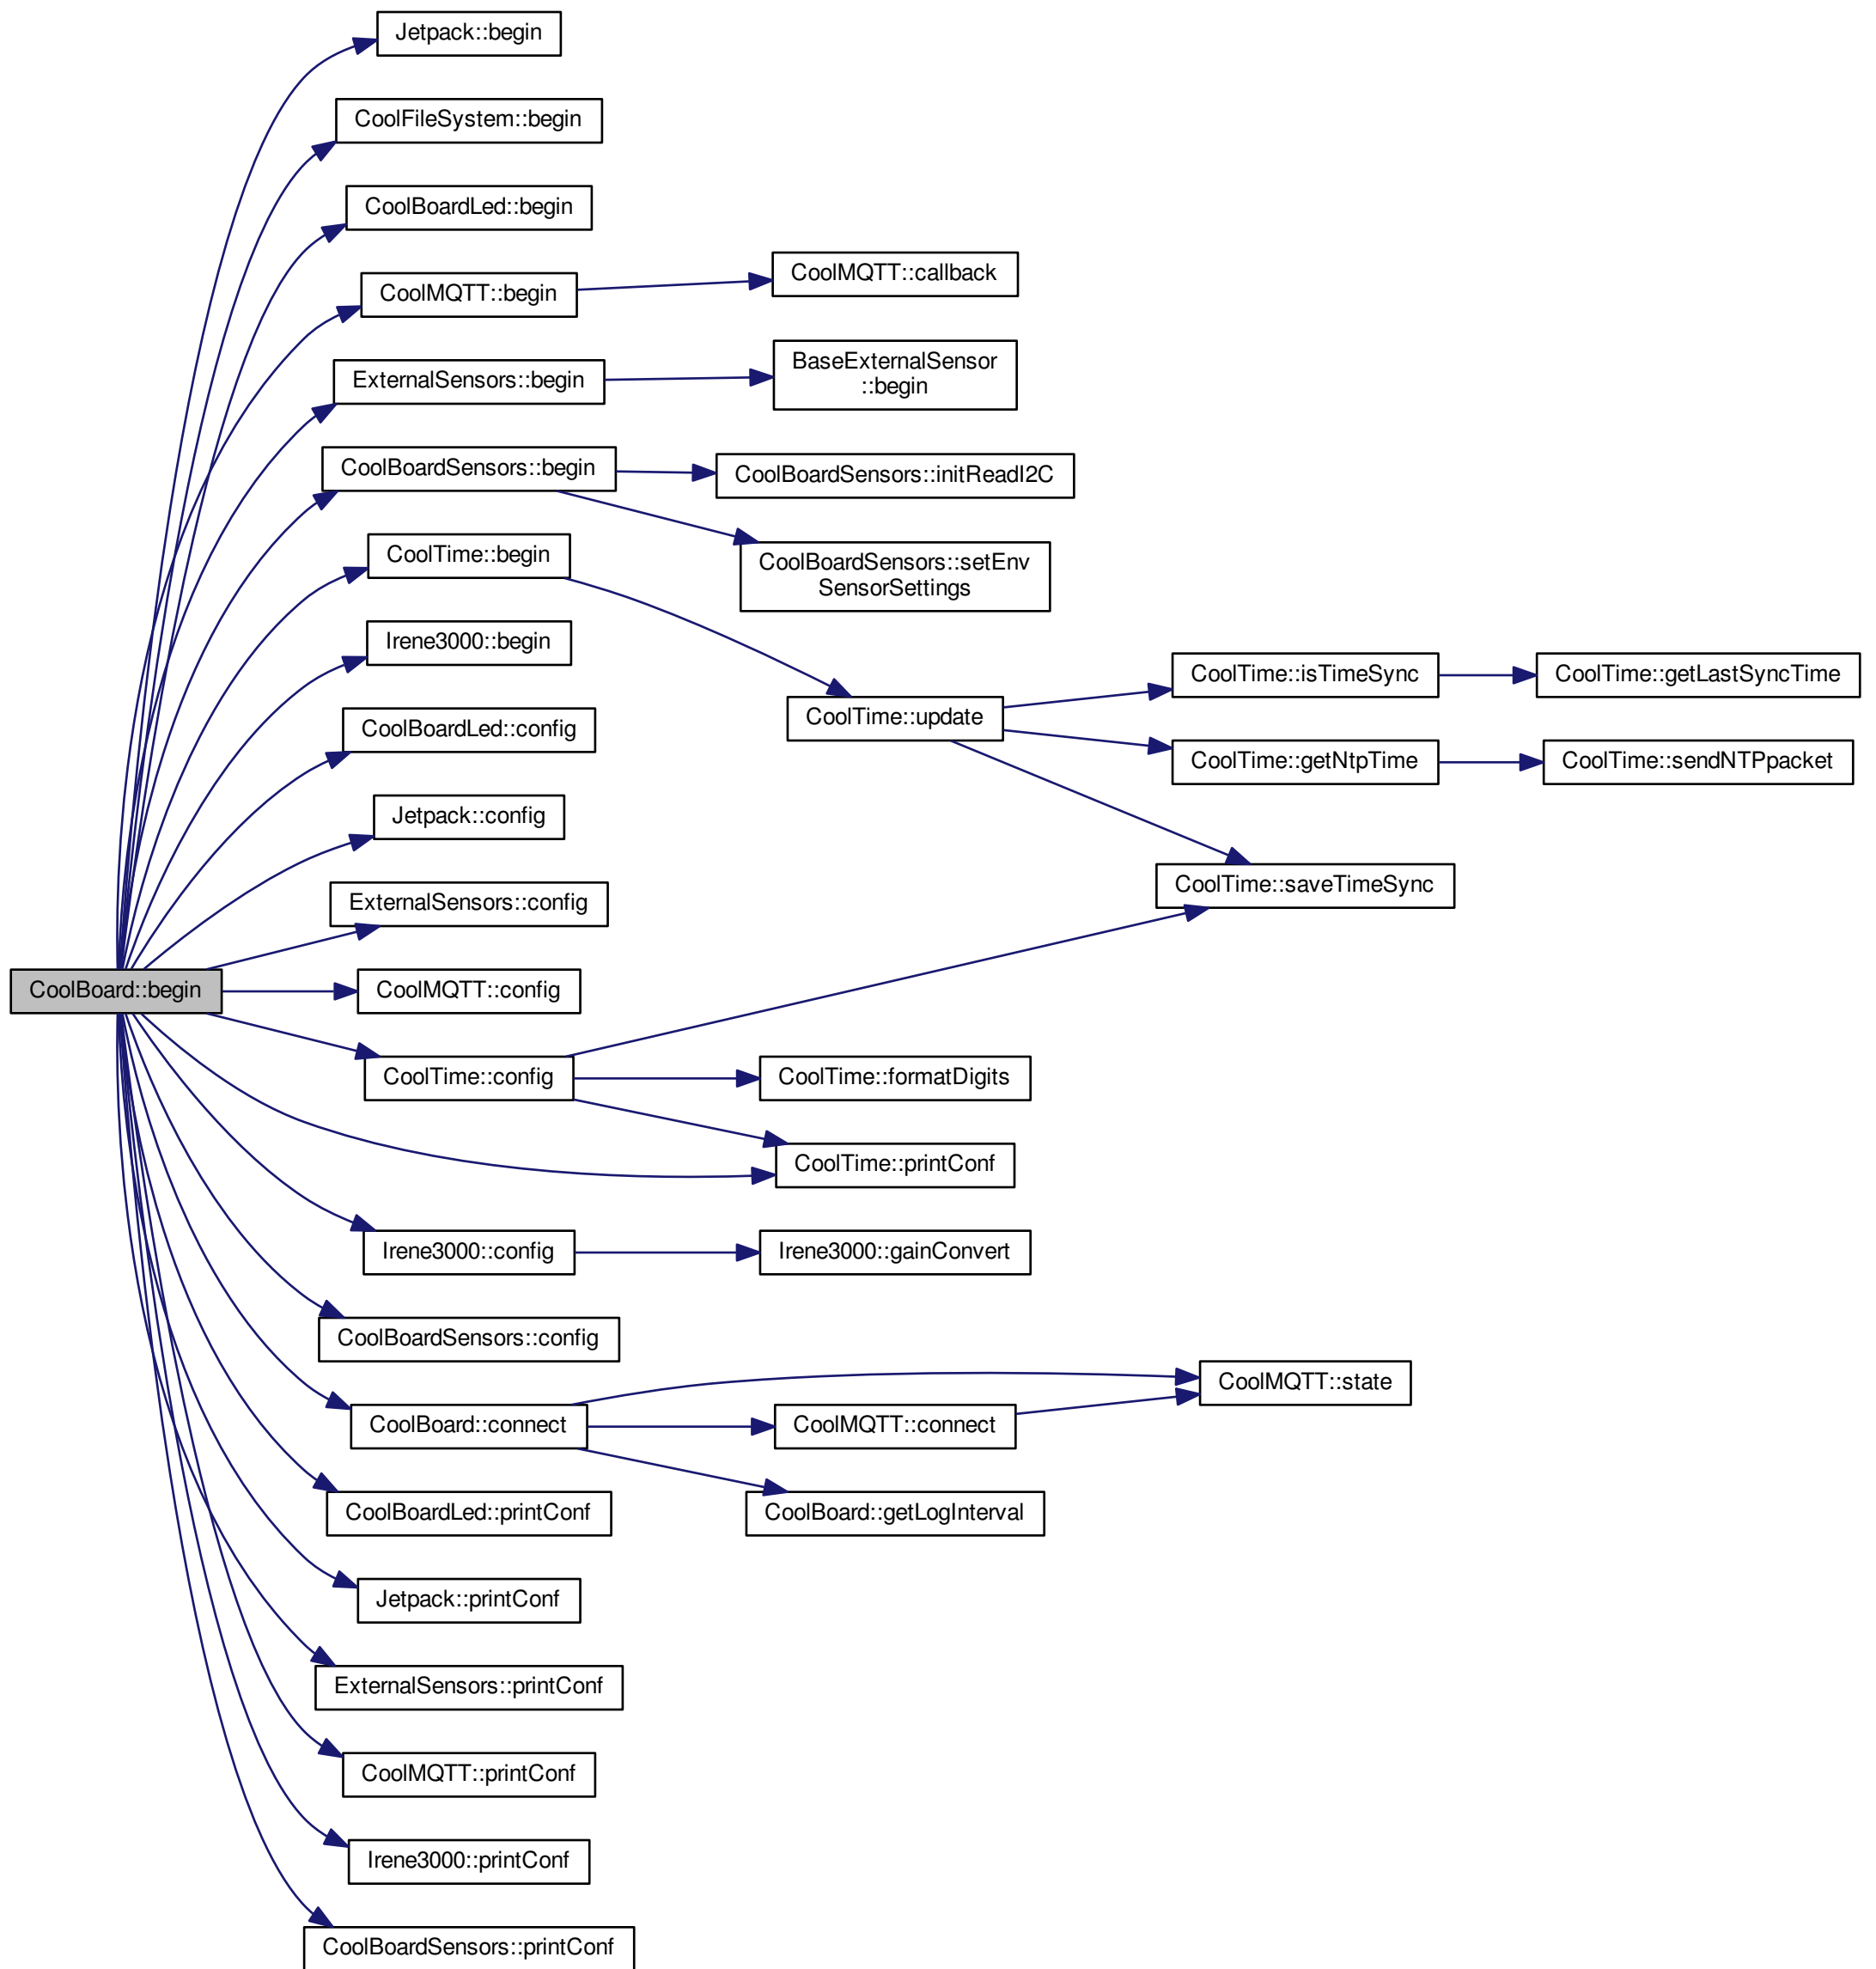 Jetpack::begin
CoolFileSystem::begin
CoolBoardLed::begin
CoolMQTT::begin
CoolMQTT::callback
ExternalSensors::begin
BaseExternalSensor
::begin
CoolBoardSensors::begin
CoolBoardSensors::initReadI2C
CoolTime::begin
CoolBoardSensors::setEnv
SensorSettings
Irene3000::begin
CoolTime::isTimeSync
CoolTime::getLastSyncTime
CoolBoardLed::config
CoolTime::update
CoolTime::getNtpTime
CoolTime::sendNTPpacket
Jetpack::config
ExternalSensors::config
CoolTime::saveTimeSync
CoolBoard::begin
CoolMQTT::config
CoolTime::config
CoolTime::formatDigits
CoolTime::printConf
Irene3000::config
Irene3000::gainConvert
CoolBoardSensors::config
CoolMQTT::state
CoolBoard::connect
CoolMQTT::connect
CoolBoardLed::printConf
CoolBoard::getLogInterval
Jetpack::printConf
ExternalSensors::printConf
CoolMQTT::printConf
Irene3000::printConf
CoolBoardSensors::printConf